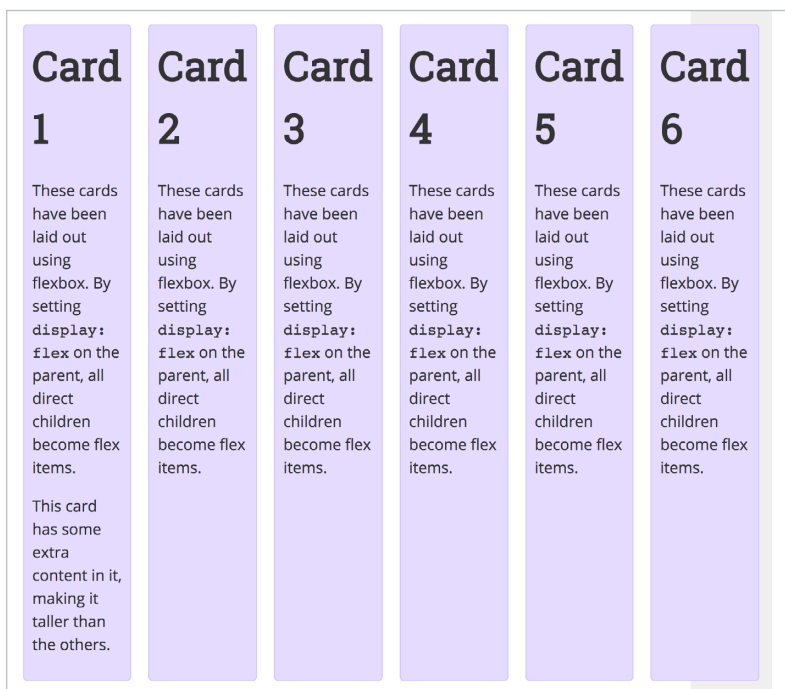 Card
1
These cards
have been
laid out
using
flexbox. By
setting
display:
flex on the
parent, all
direct
children
become flex
items.
This card
has some
extra
content in it,
making it
taller than
the others.
Card
2
These cards
have been
laid out
using
flexbox. By
setting
display:
flex on the
parent, all
direct
children
become flex
items.
Card
3
These cards
have been
laid out
using
flexbox. By
setting
display:
flex on the
parent, all
direct
children
become flex
items.
Card
4
These cards
have been
laid out
using
flexbox. By
setting
display:
flex on the
parent, all
direct
children
become flex
items.
Card
5
These cards
have been
laid out
using
flexbox. By
setting
display:
flex on the
parent, all
direct
children
become flex
items.
Card
6
These cards
have been
laid out
using
flexbox. By
setting
display:
flex on the
parent, all
direct
children
become flex
items.